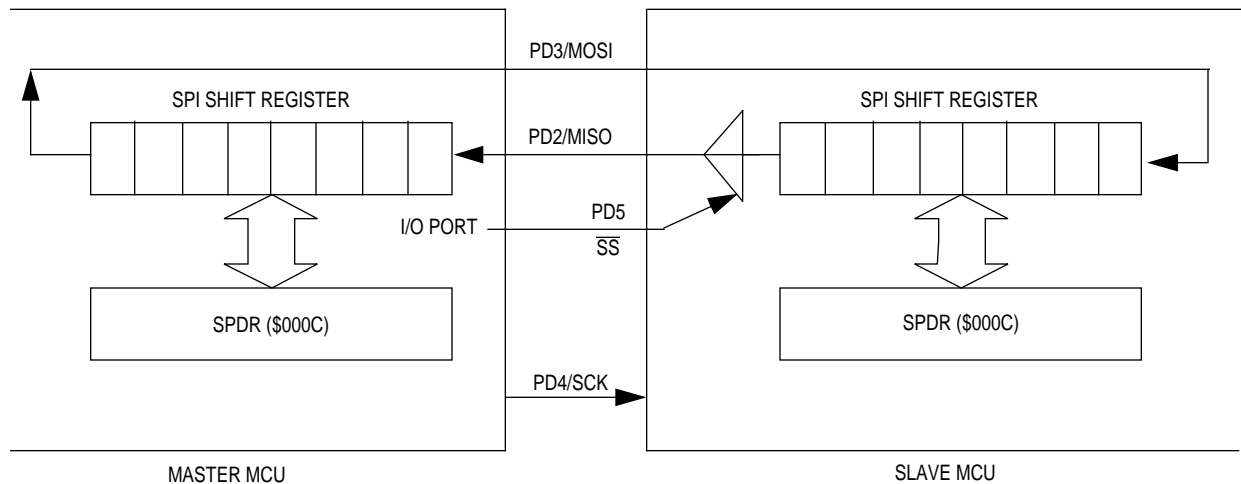 PD3/MOSI
SPI SHIFT REGISTER
SPI SHIFT REGISTER
PD2/MISO
I/O PORT
PD5
SS
SPDR ($000C)
SPDR ($000C)
PD4/SCK
MASTER MCU
SLAVE MCU